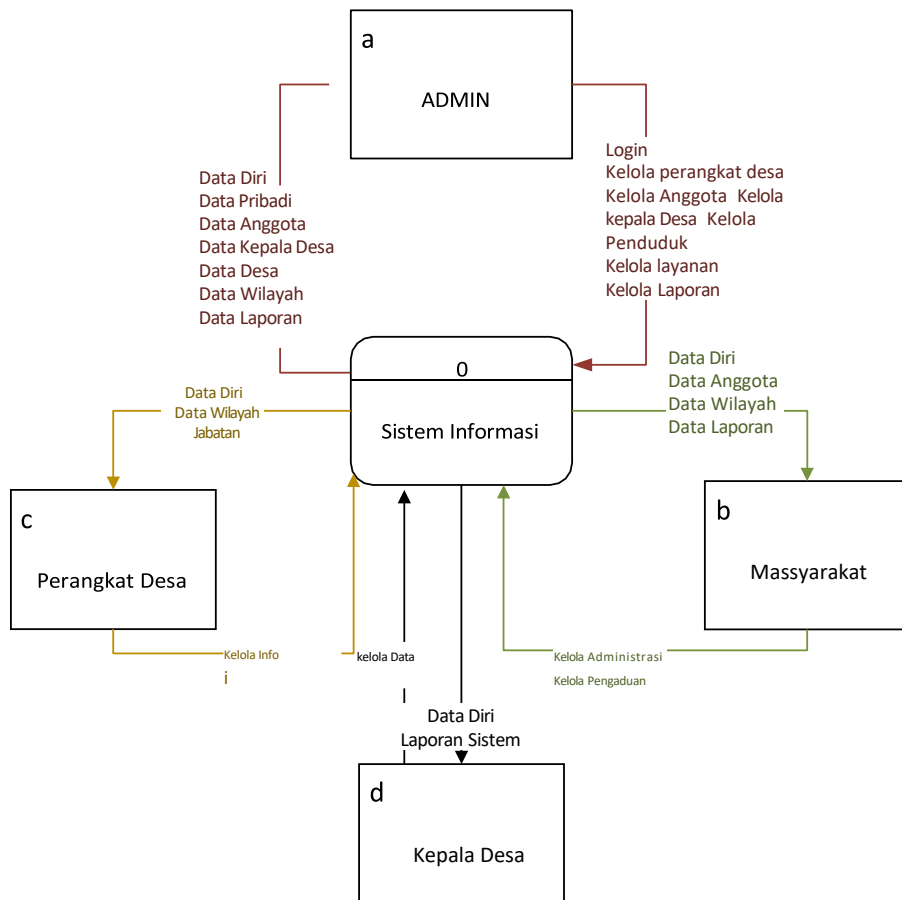 a
ADMIN
Login
Kelola perangkat desa
Kelola Anggota Kelola
kepala Desa Kelola
Penduduk
Kelola layanan
Kelola Laporan
Data Diri
Data Pribadi
Data Anggota
Data Kepala Desa
Data Desa
Data Wilayah
Data Laporan
0
Sistem Informasi
Data Diri
Data Anggota
Data Wilayah
Data Laporan
Data Diri
Data Wilayah
Jabatan
c
Perangkat Desa
b
Massyarakat
Kelola Info
i
kelola Data
Kelola Administrasi
Kelola Pengaduan
Data Diri
Laporan Sistem
d
Kepala Desa